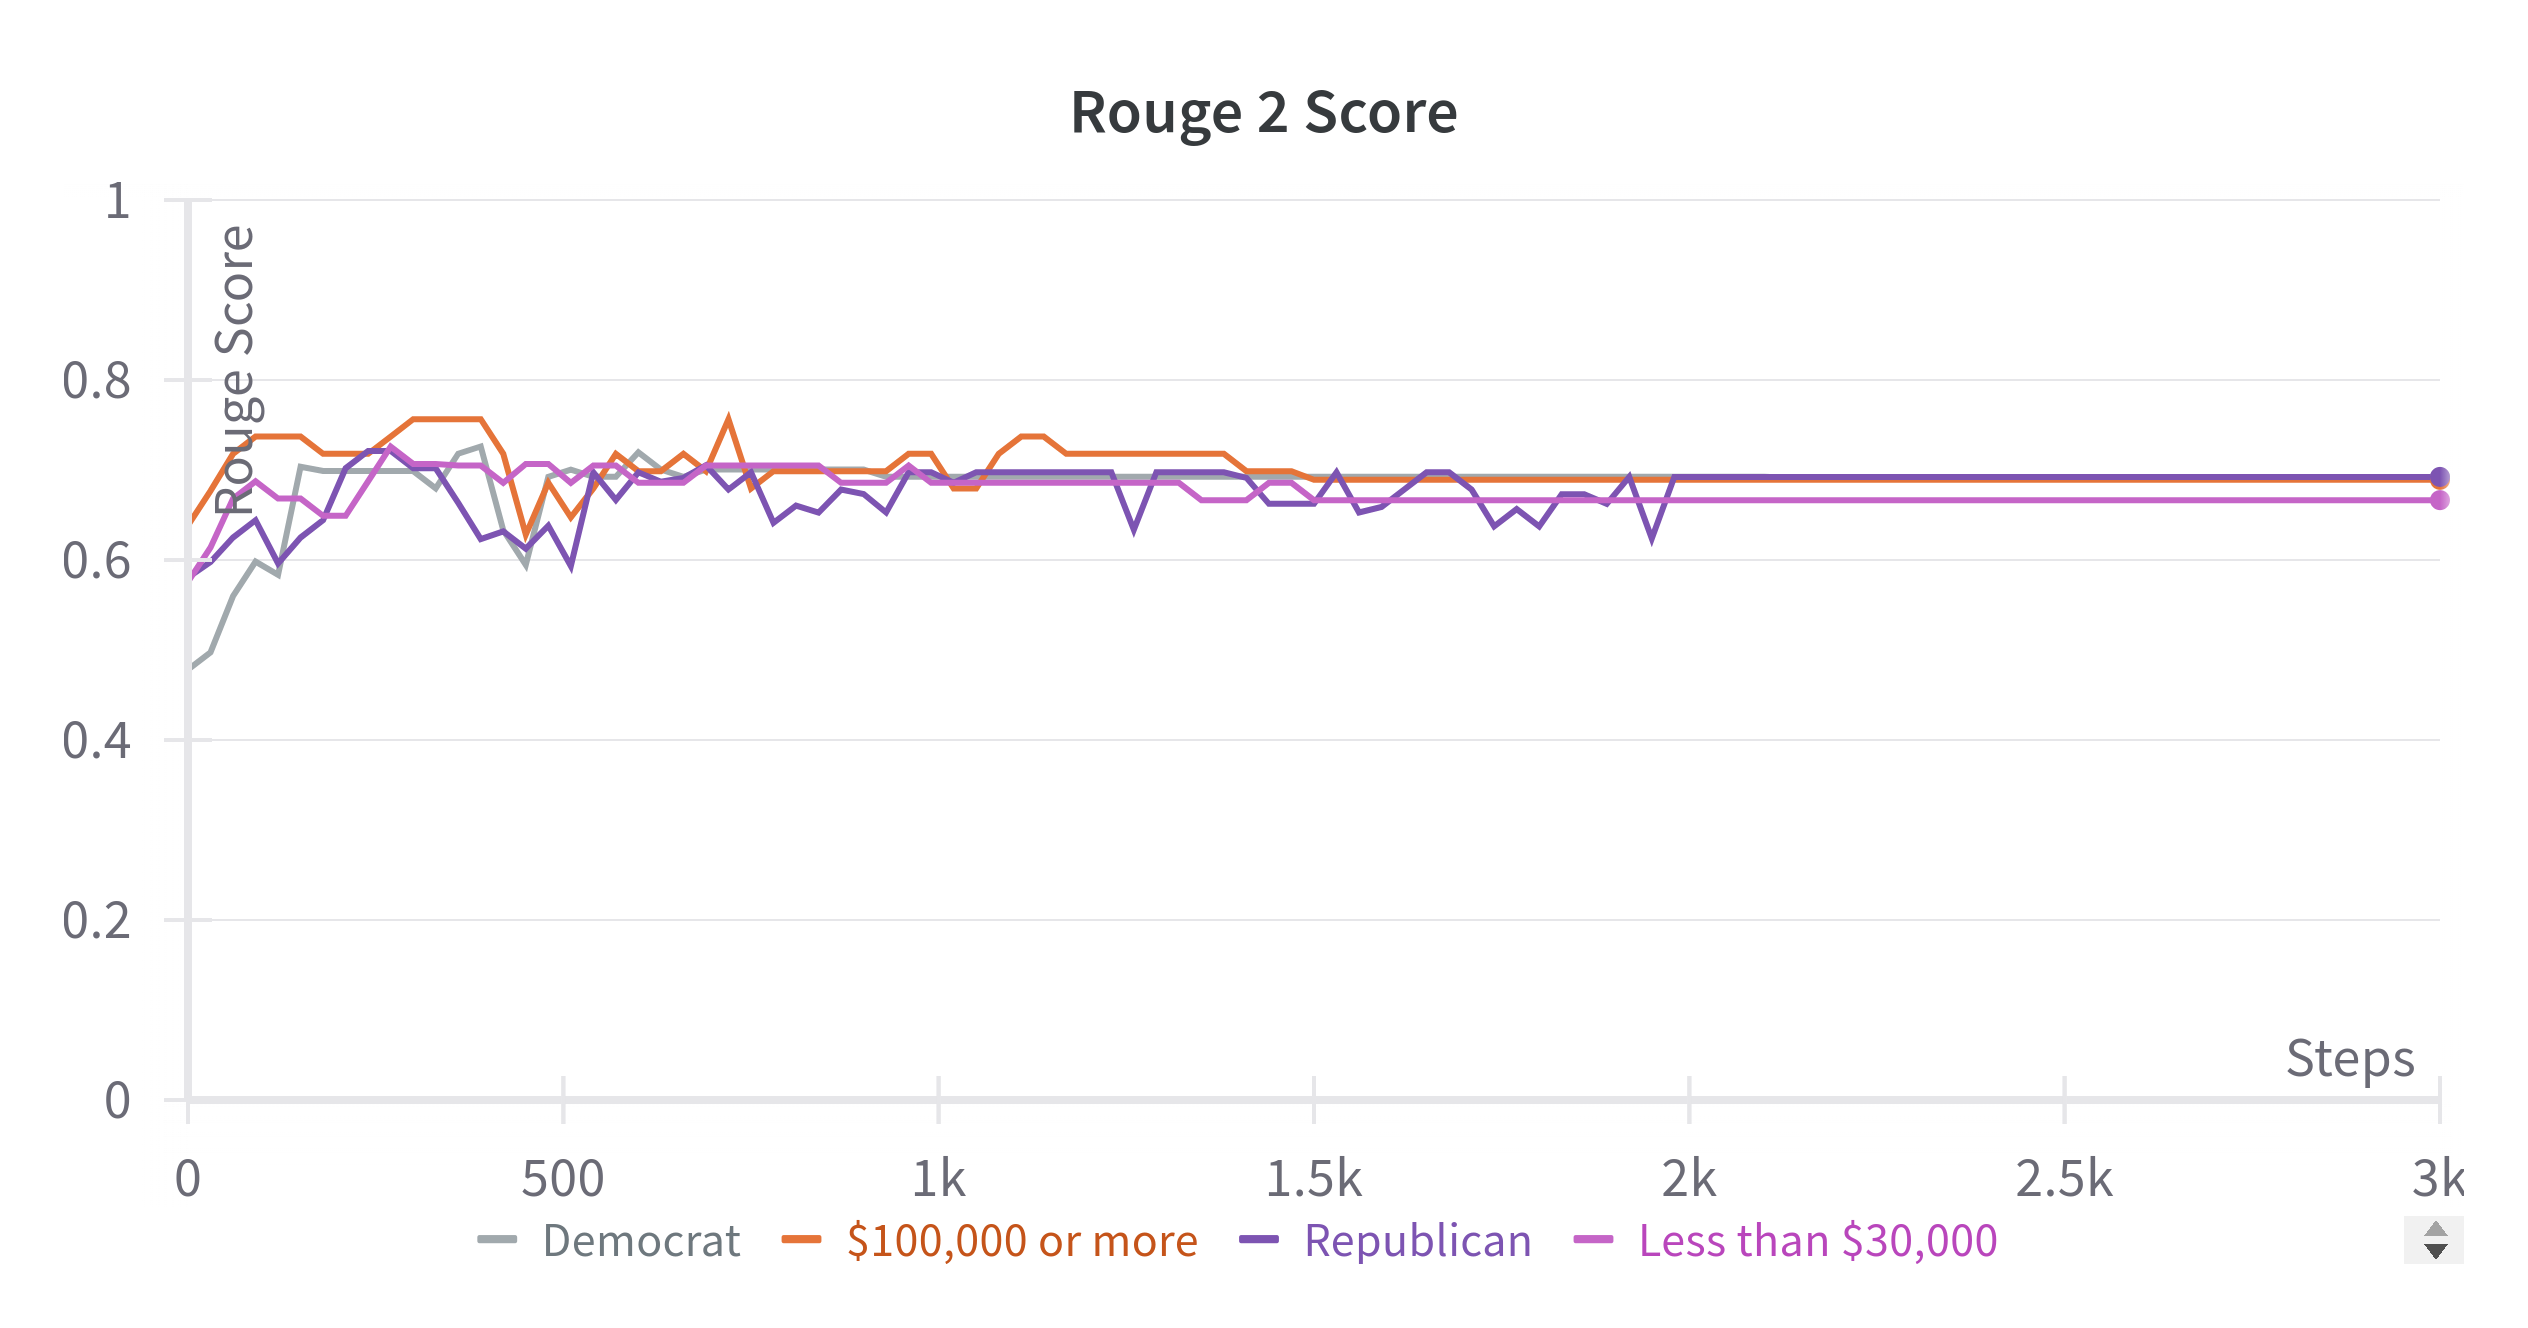 Rouge 2 Score
Rouge Score
1
0.8
0.6
0.4
0.2
0
Steps
0 500 1k 1.5k 2k 2.5k 3k
Democrat $100,000 or more Republican Less than $30,000